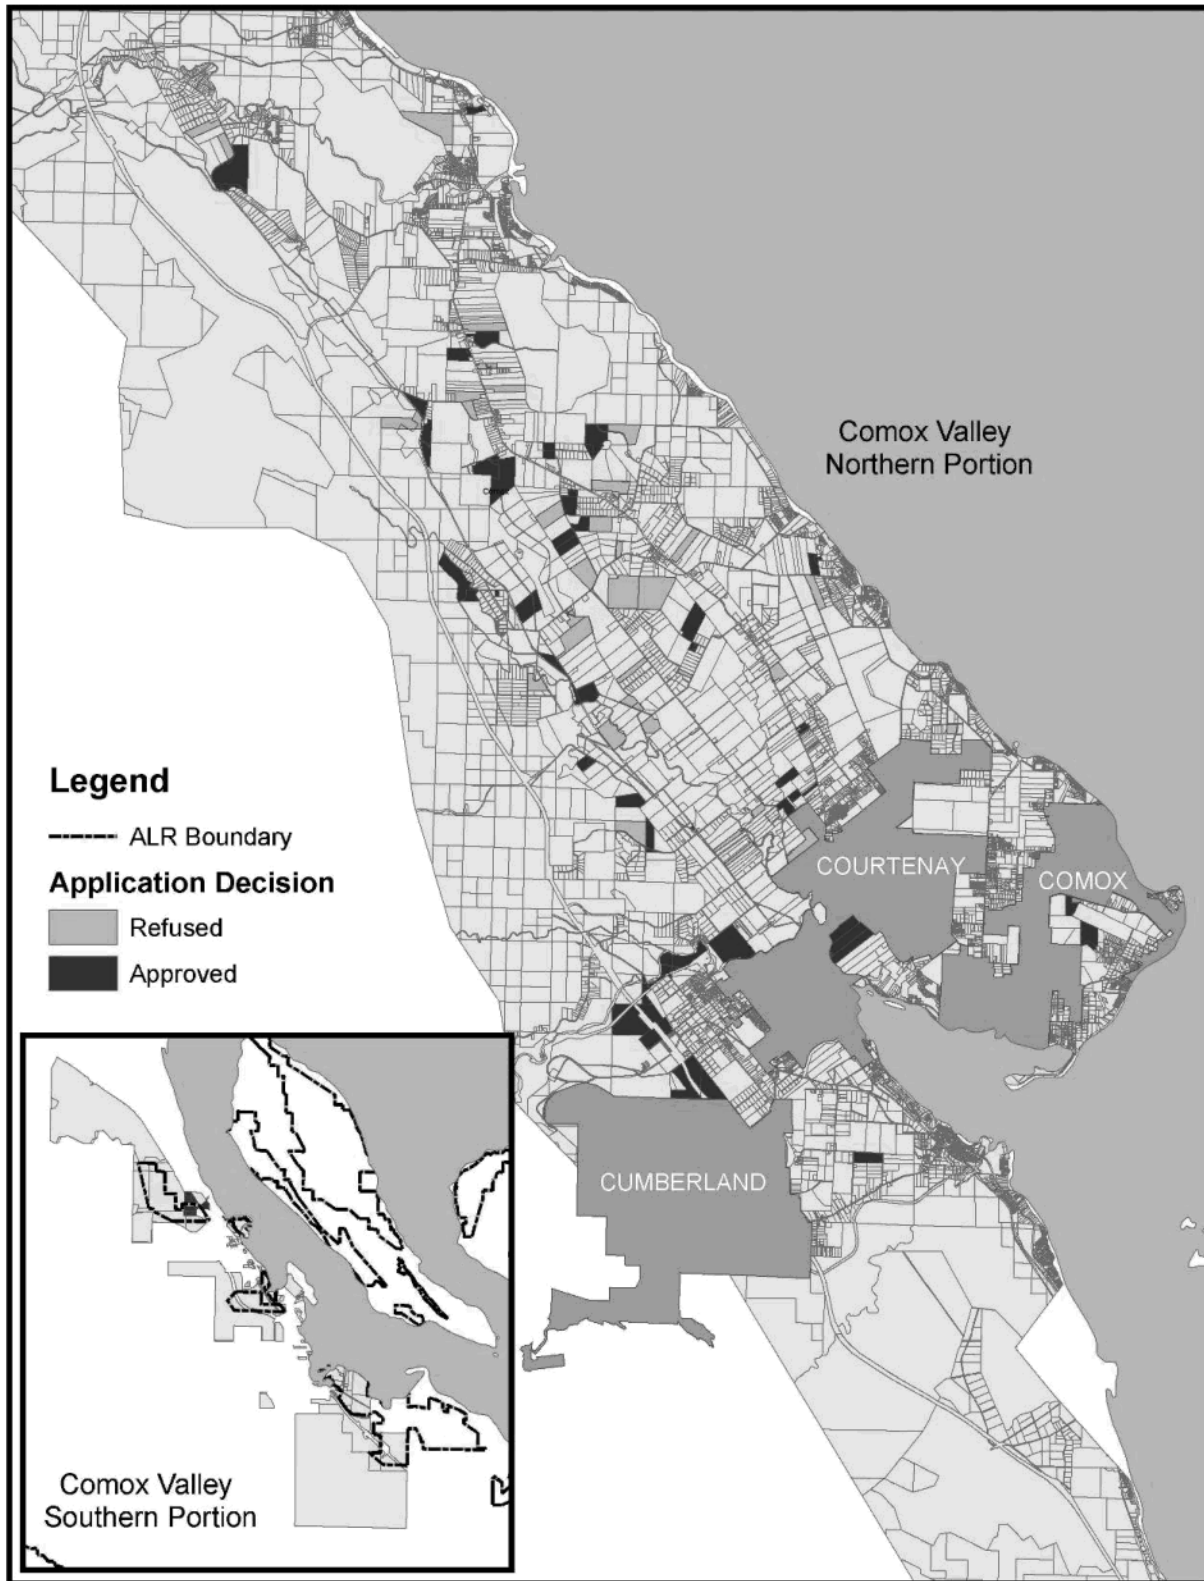 Comox Valley
Northern Portion
Legend
ALR Boundary
Application Decision
Refused
Approved
COURTENAY
COMOX
CUMBERLAND
Comox Valley
Southern Portion